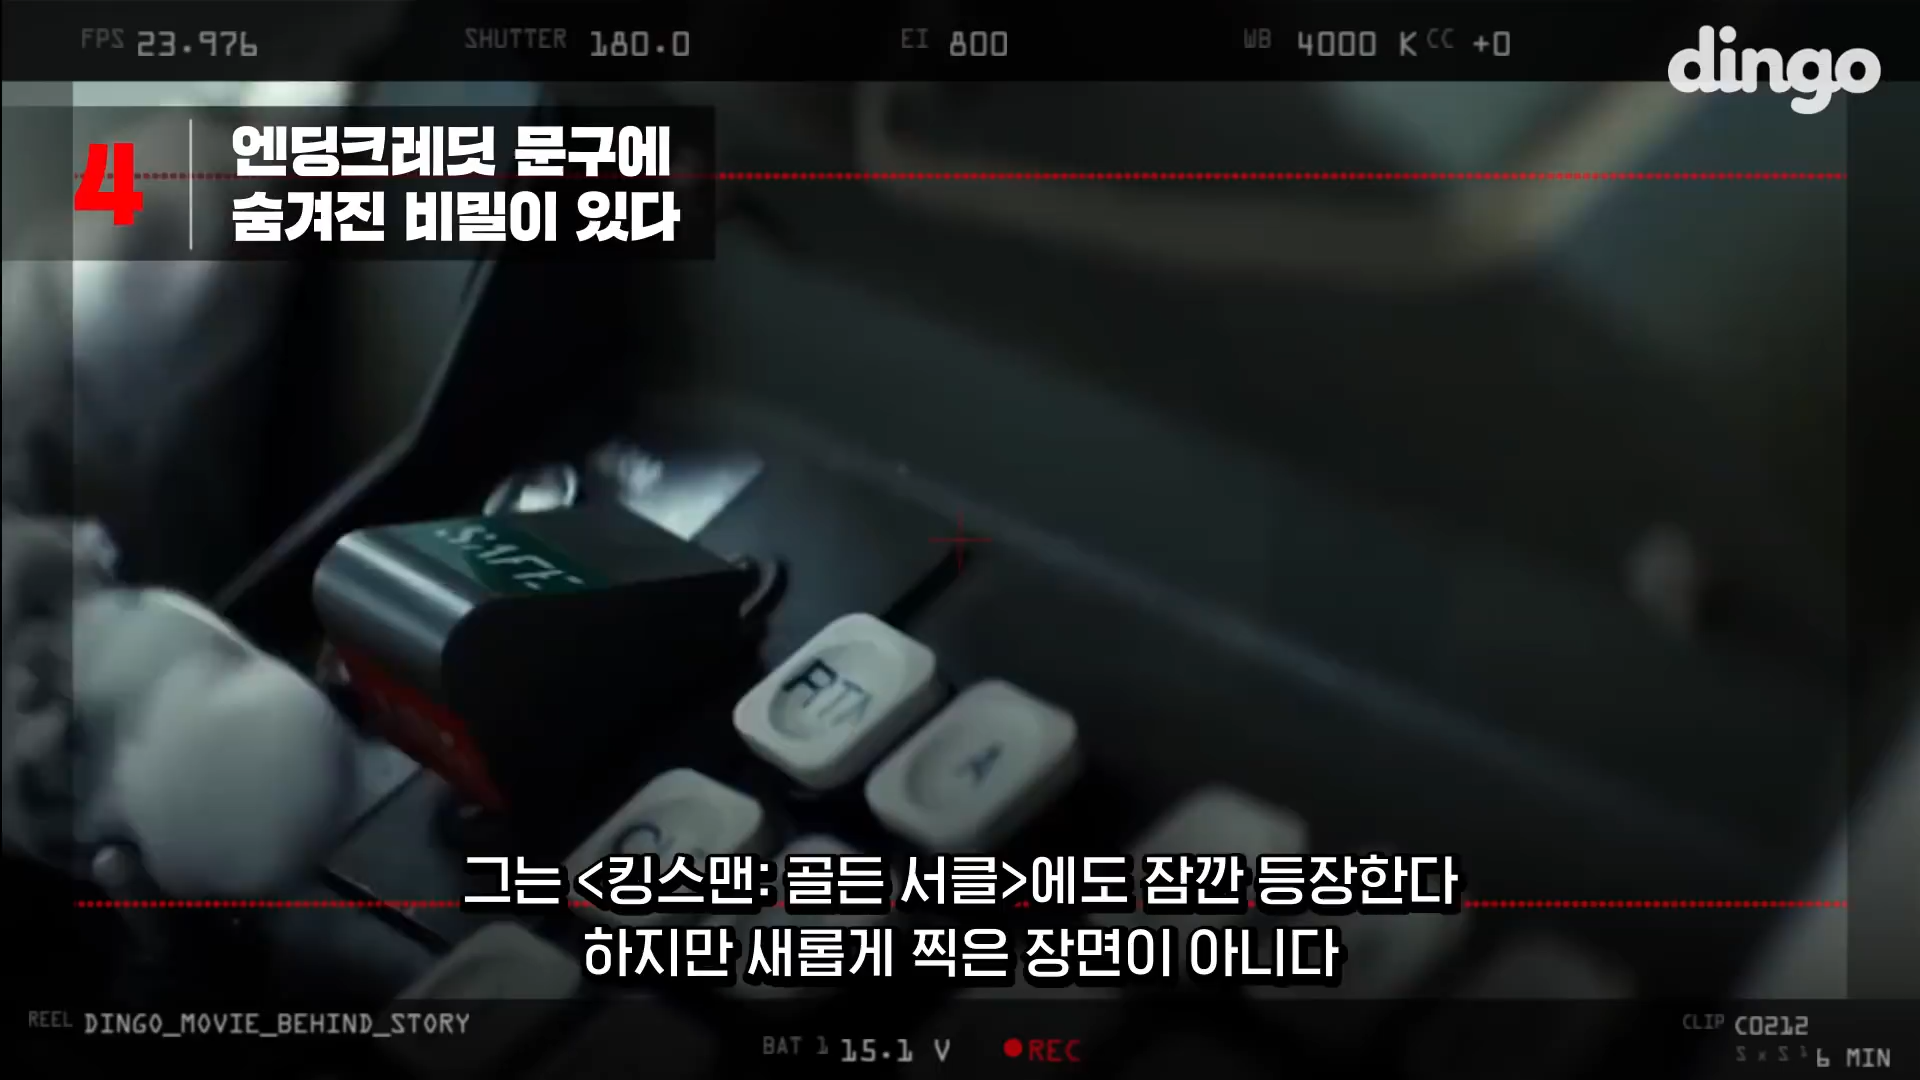 FPS 23.976 SHUTTER 180.0 EI 800 WB 4000 K CC +0
dingo
4
엔딩크레딧 문구에
숨겨진 비밀이 있다
SAFE
RTN
A
그는 <킹스맨: 골든 서클>에도 잠깐 등장한다
하지만 새롭게 찍은 장면이 아니다
REEL DINGO_MOVIE_BEHIND_STORY
BAT 1 15.1 V
REC
CLIP C0212
S x S 1 6 MIN